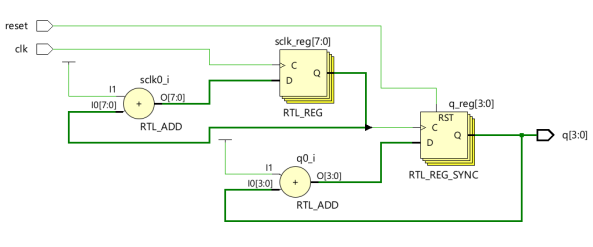 reset
clk
sclk_reg[7:0]
C
D
Q
RTL_REG
sclk0_i
I1
I0[7:0]
+
O[7:0]
RTL_ADD
q_reg[3:0]
RST
C
D
Q
RTL_REG_SYNC
q[3:0]
q0_i
I1
I0[3:0]
+
O[3:0]
RTL_ADD